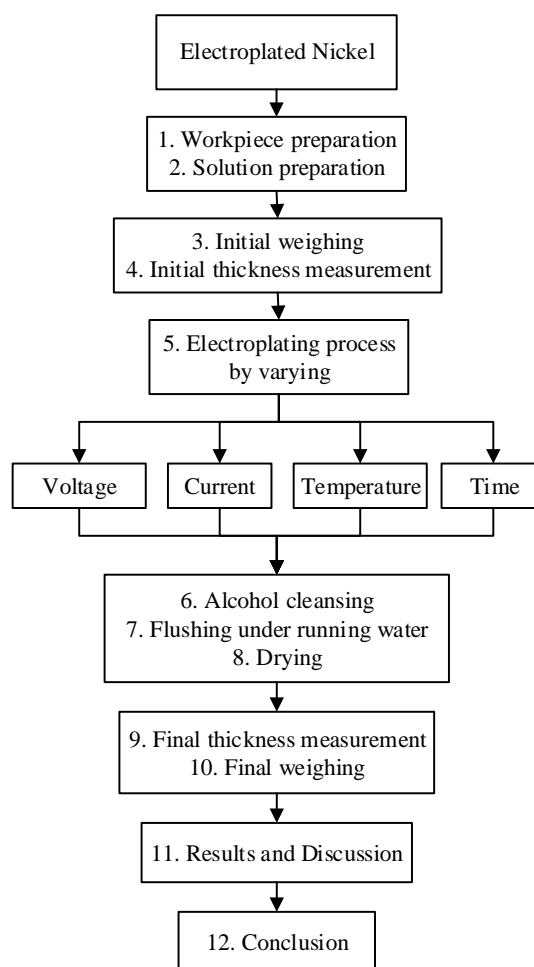 Electroplated Nickel
1. Workpiece preparation
2. Solution preparation
3. Initial weighing
4. Initial thickness measurement
5. Electroplating process
by varying
Voltage
Current
Temperature
Time
6. Alcohol cleansing
7. Flushing under running water
8. Drying
9. Final thickness measurement
10. Final weighing
11. Results and Discussion
12. Conclusion